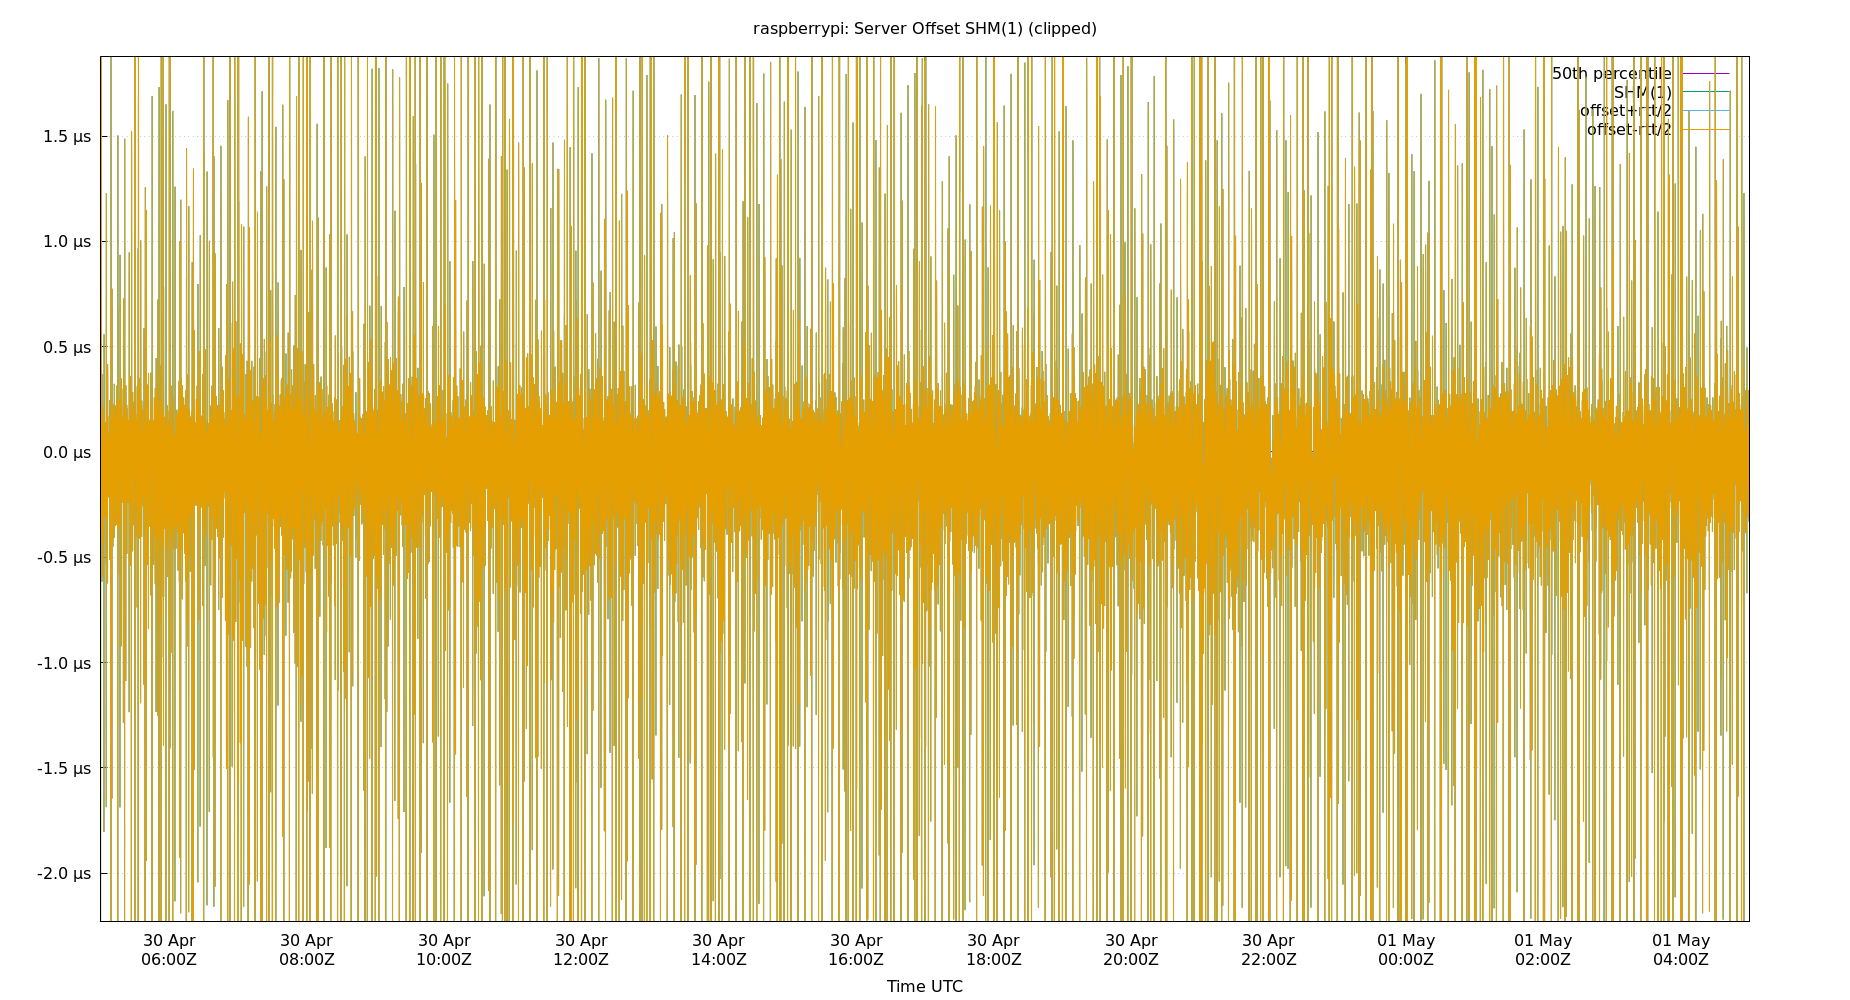 raspberrypi: Server Offset SHM(1) (clipped)
50th percentile
SHM(1)
offset+rtt/2
offset-rtt/2
1.5 µs
1.0 µs
0.5 µs
0.0 µs
-0.5 µs
-1.0 µs
-1.5 µs
-2.0 µs
30 Apr 30 Apr 30 Apr 30 Apr 30 Apr 30 Apr 30 Apr 30 Apr 30 Apr 01 May 01 May 01 May
06:00Z 08:00Z 10:00Z 12:00Z 14:00Z 16:00Z 18:00Z 20:00Z 22:00Z 00:00Z 02:00Z 04:00Z
Time UTC